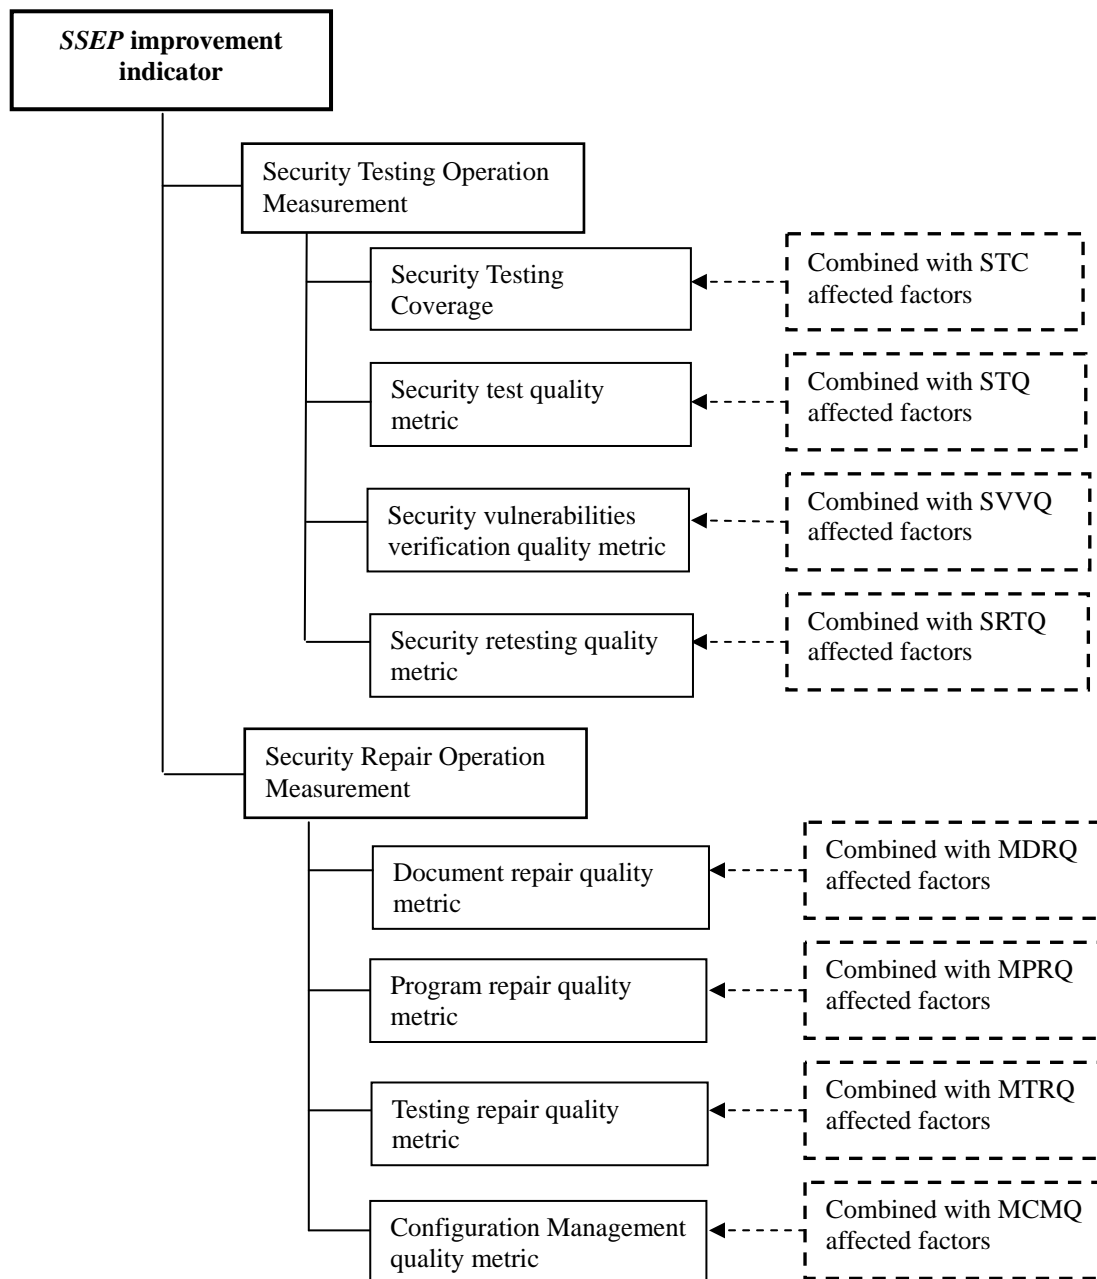 SSEP improvement
indicator
Security Testing Operation
Measurement
Security Testing
Coverage
Combined with STC
affected factors
Security test quality
metric
Combined with STQ
affected factors
Security vulnerabilities
verification quality metric
Combined with SVVQ
affected factors
Security retesting quality
metric
Combined with SRTQ
affected factors
Security Repair Operation
Measurement
Document repair quality
metric
Combined with MDRQ
affected factors
Program repair quality
metric
Combined with MPRQ
affected factors
Testing repair quality
metric
Combined with MTRQ
affected factors
Configuration Management
quality metric
Combined with MCMQ
affected factors